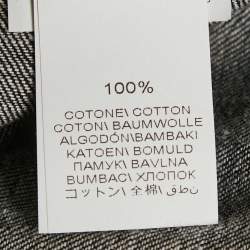 100%
COTONE\ COTTON
COTON\ BAUMWOLLE
ALGODÓN\BAMBAKI
KATOEN\ BOMULD
ПАМУК\ BAVLNA
BUMBAC\ ХЛОПОК
コットン\ 全棉\ نطق